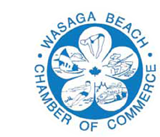 • WASAGA BEACH •
CHAMBER OF COMMERCE